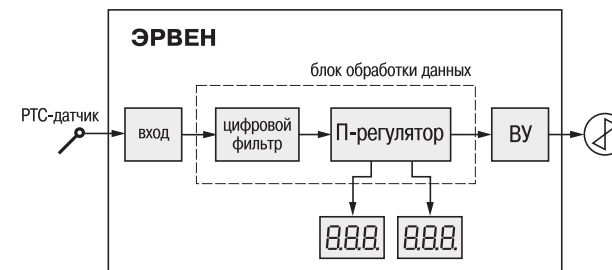 ЭРВЕН
блок обработки данных
РТС-датчик
вход
цифровой
фильтр
П-регулятор
ВУ
8.8.8.
8.8.8.